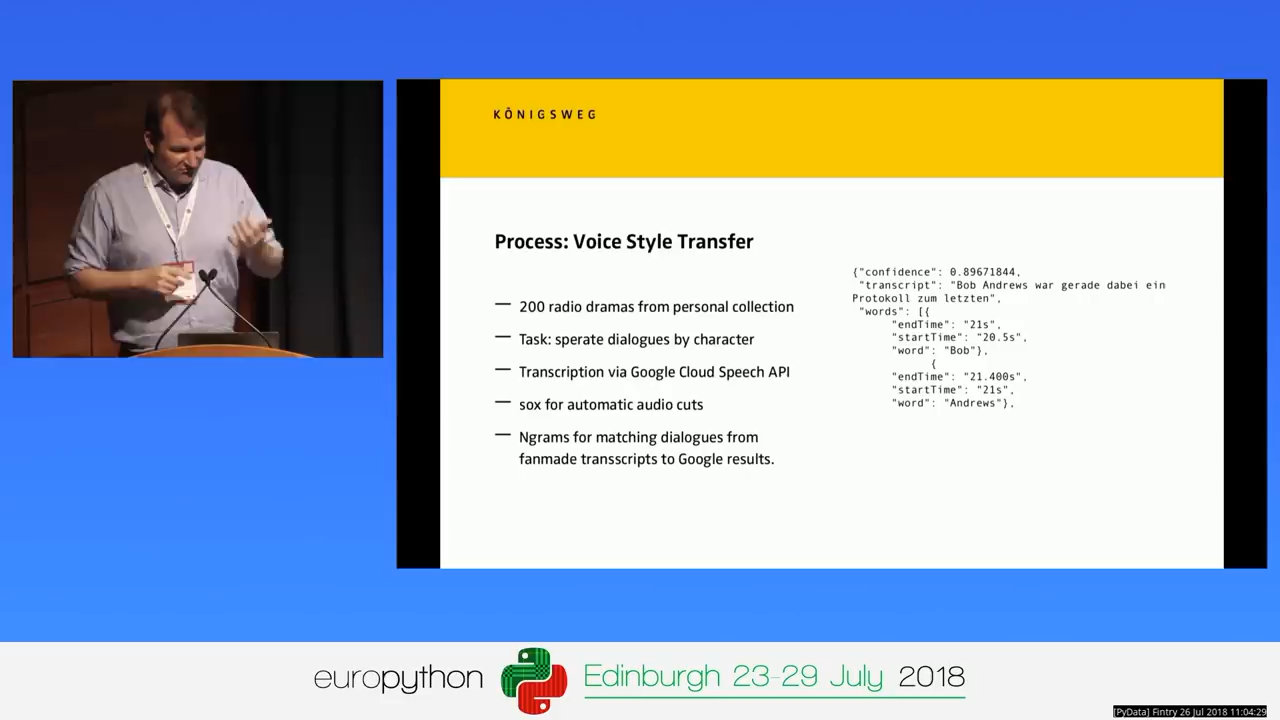 KÖNIGSWEG
Process: Voice Style Transfer
— 200 radio dramas from personal collection
— Task: sperate dialogues by character
— Transcription via Google Cloud Speech API
— sox for automatic audio cuts
— Ngrams for matching dialogues from
fanmade transscripts to Google results.
{"confidence": 0.89671844,
"transcript": "Bob Andrews war gerade dabei ein
Protokoll zum letzten",
"words": [{
"endTime": "21s",
"startTime": "20.5s",
"word": "Bob"},
{
"endTime": "21.400s",
"startTime": "21s",
"word": "Andrews"},
europython Edinburgh 23-29 July 2018
[PyData] Fintry 26 Jul 2018 11:04:29